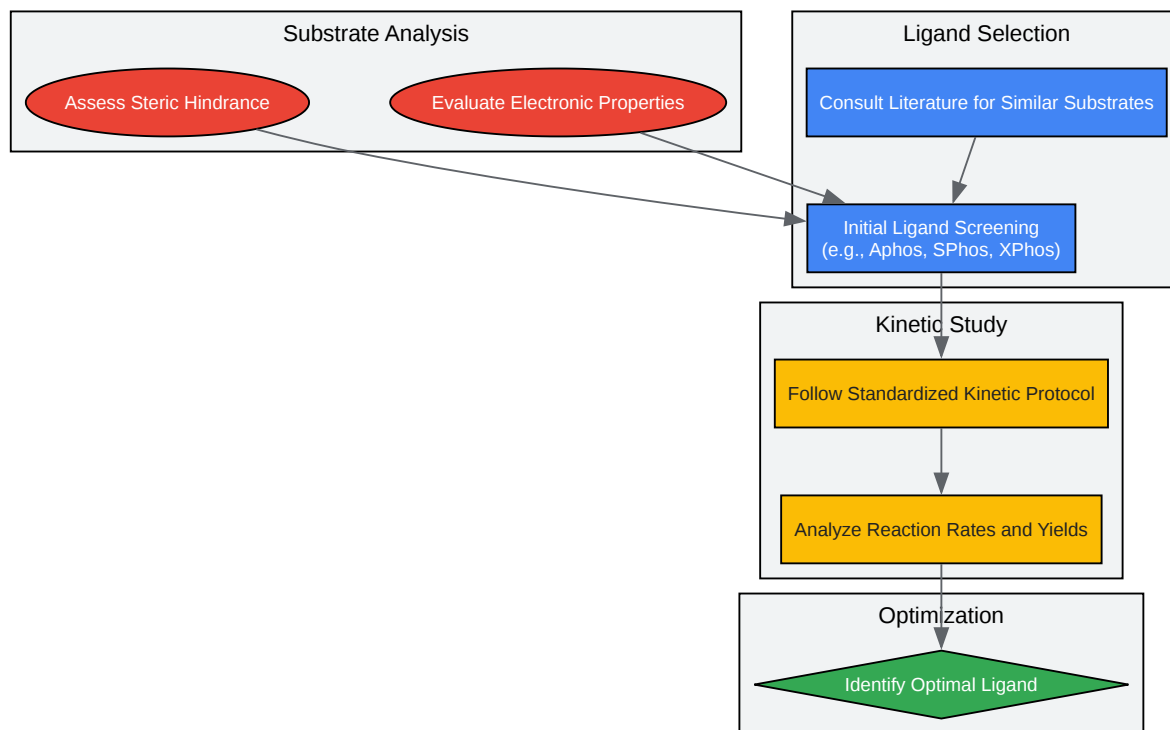 Substrate Analysis
Assess Steric Hindrance
Evaluate Electronic Properties
Ligand Selection
Consult Literature for Similar Substrates
Initial Ligand Screening
(e.g., Aphos, SPhos, XPhos)
Kinetic Study
Follow Standardized Kinetic Protocol
Analyze Reaction Rates and Yields
Optimization
Identify Optimal Ligand